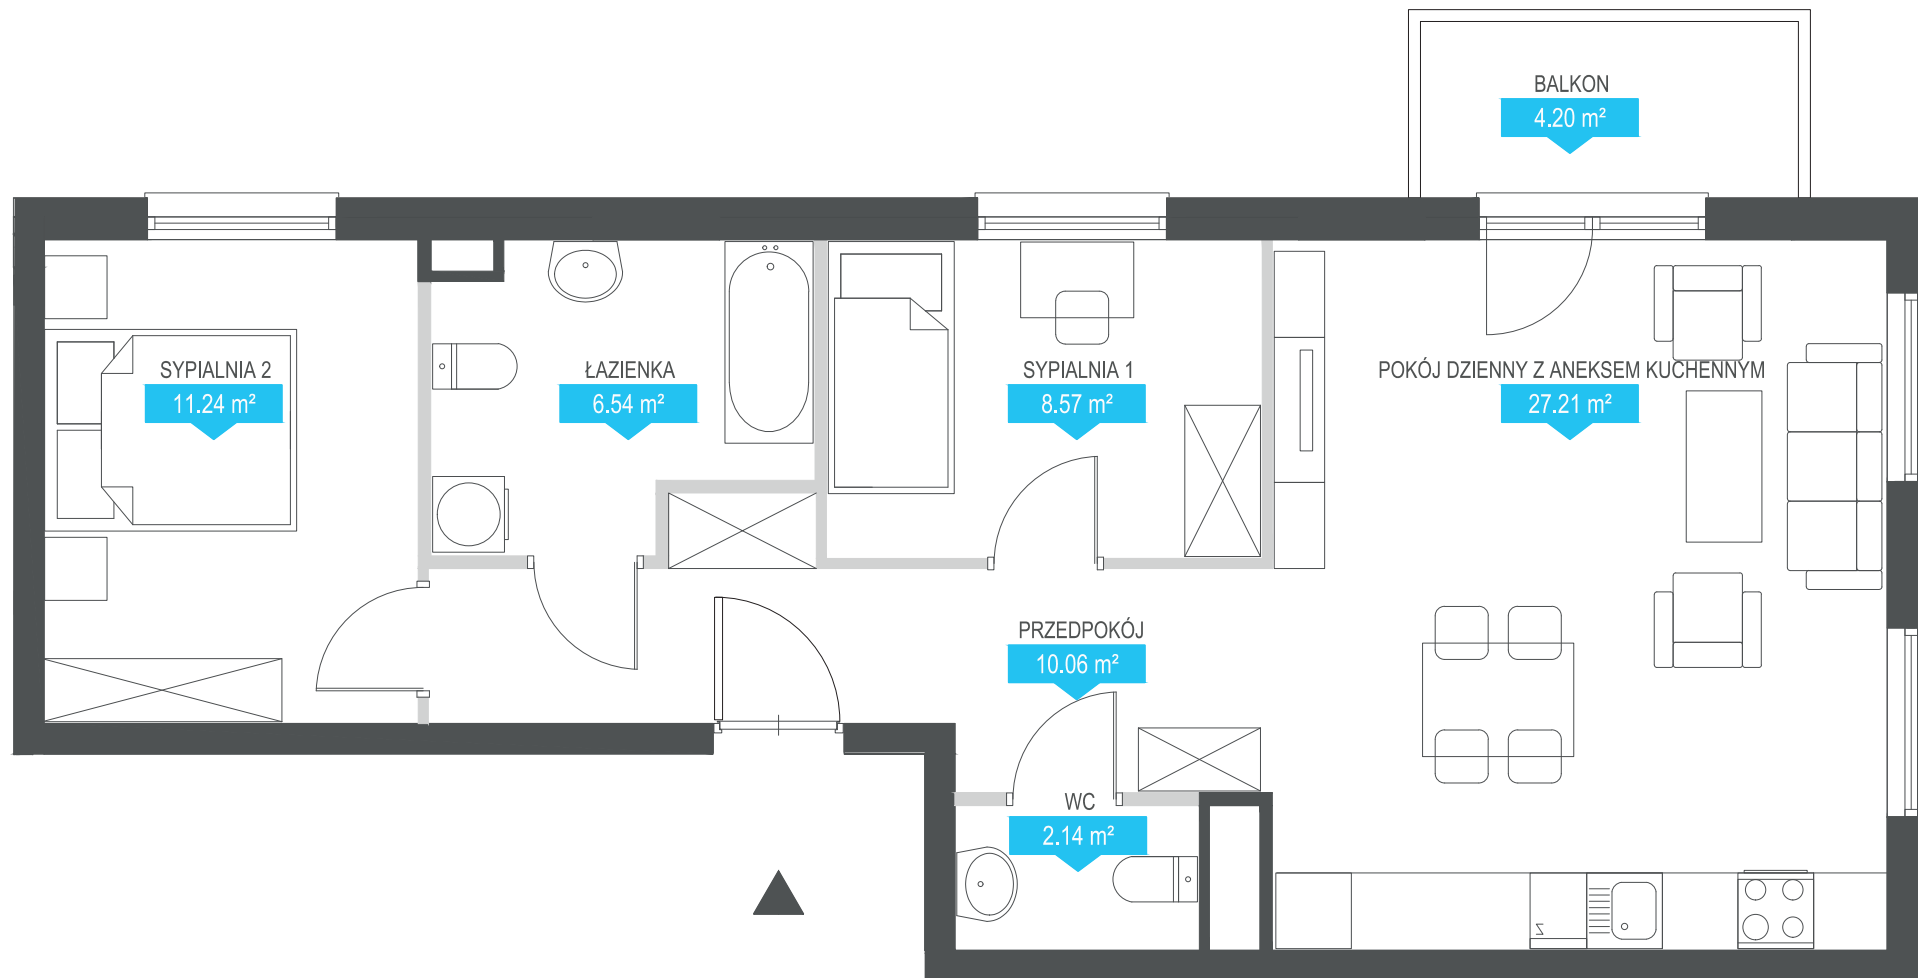 BALKON
4.20 m²
SYPIALNIA 2
11.24 m²
ŁAZIENKA
6.54 m²
SYPIALNIA 1
8.57 m²
POKÓJ DZIENNY Z ANEKSEM KUCHENNYM
27.21 m²
PRZEDPOKÓJ
10.06 m²
WC
2.14 m²
Z